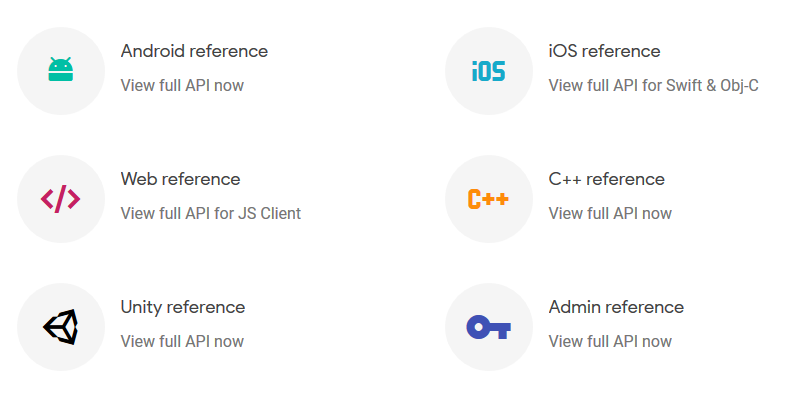 Android reference
View full API now
iOS
iOS reference
View full API for Swift & Obj-C
</>
Web reference
View full API for JS Client
C++
C++ reference
View full API now
Unity reference
View full API now
Admin reference
View full API now